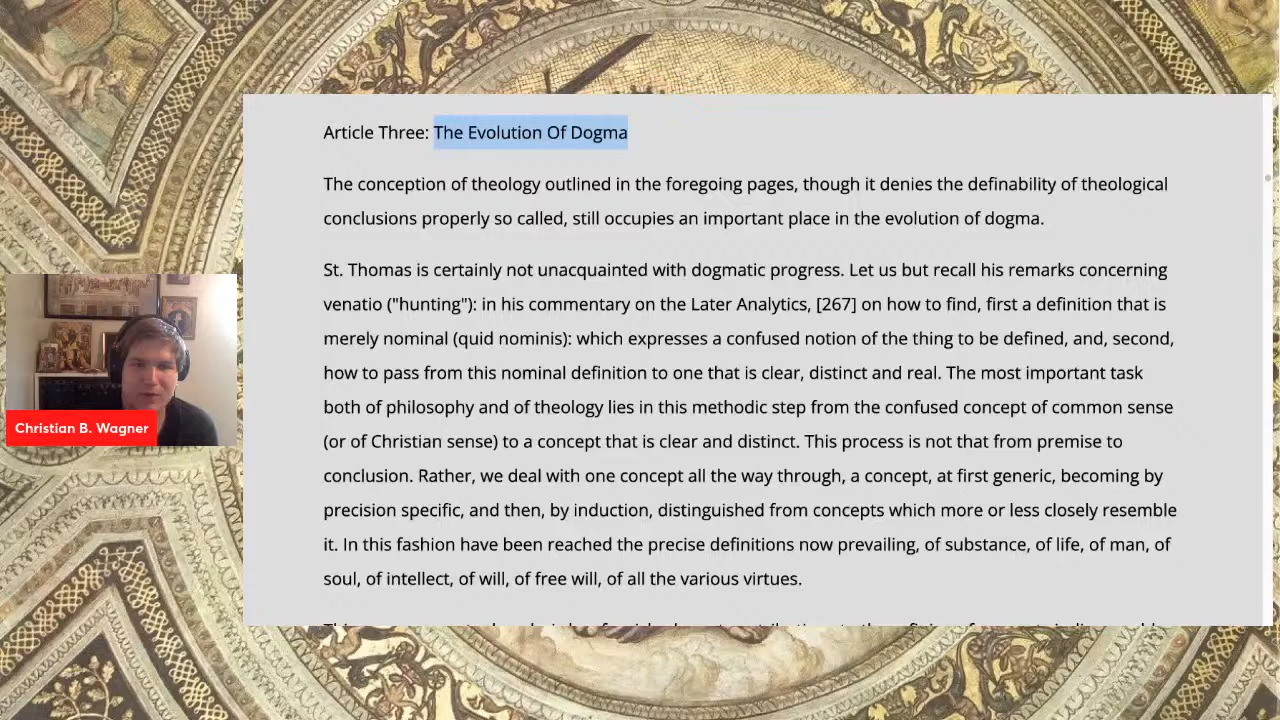 Article Three: The Evolution Of Dogma
The conception of theology outlined in the foregoing pages, though it denies the definability of theological
conclusions properly so called, still occupies an important place in the evolution of dogma.
St. Thomas is certainly not unacquainted with dogmatic progress. Let us but recall his remarks concerning
venatio ("hunting"): in his commentary on the Later Analytics, [267] on how to find, first a definition that is
merely nominal (quid nominis): which expresses a confused notion of the thing to be defined, and, second,
how to pass from this nominal definition to one that is clear, distinct and real. The most important task
both of philosophy and of theology lies in this methodic step from the confused concept of common sense
(or of Christian sense) to a concept that is clear and distinct. This process is not that from premise to
conclusion. Rather, we deal with one concept all the way through, a concept, at first generic, becoming by
precision specific, and then, by induction, distinguished from concepts which more or less closely resemble
it. In this fashion have been reached the precise definitions now prevailing, of substance, of life, of man, of
soul, of intellect, of will, of free will, of all the various virtues.
Christian B. Wagner